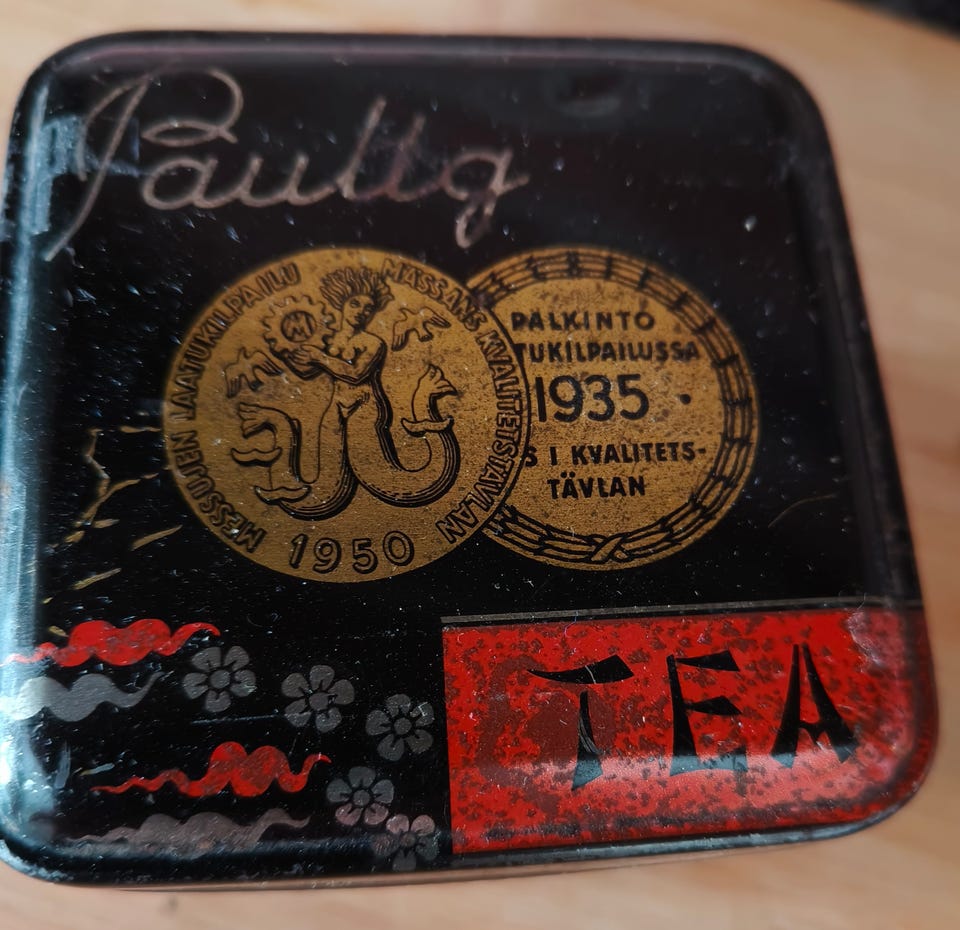 Paulig
MESSUJEN LAATUKILPAILU
MÄSSANS KVALITETSTÄVLAN
1950
PALKINTO
TUKILPAILUSSA
1935
S I KVALITETS-
TÄVLAN
TEA